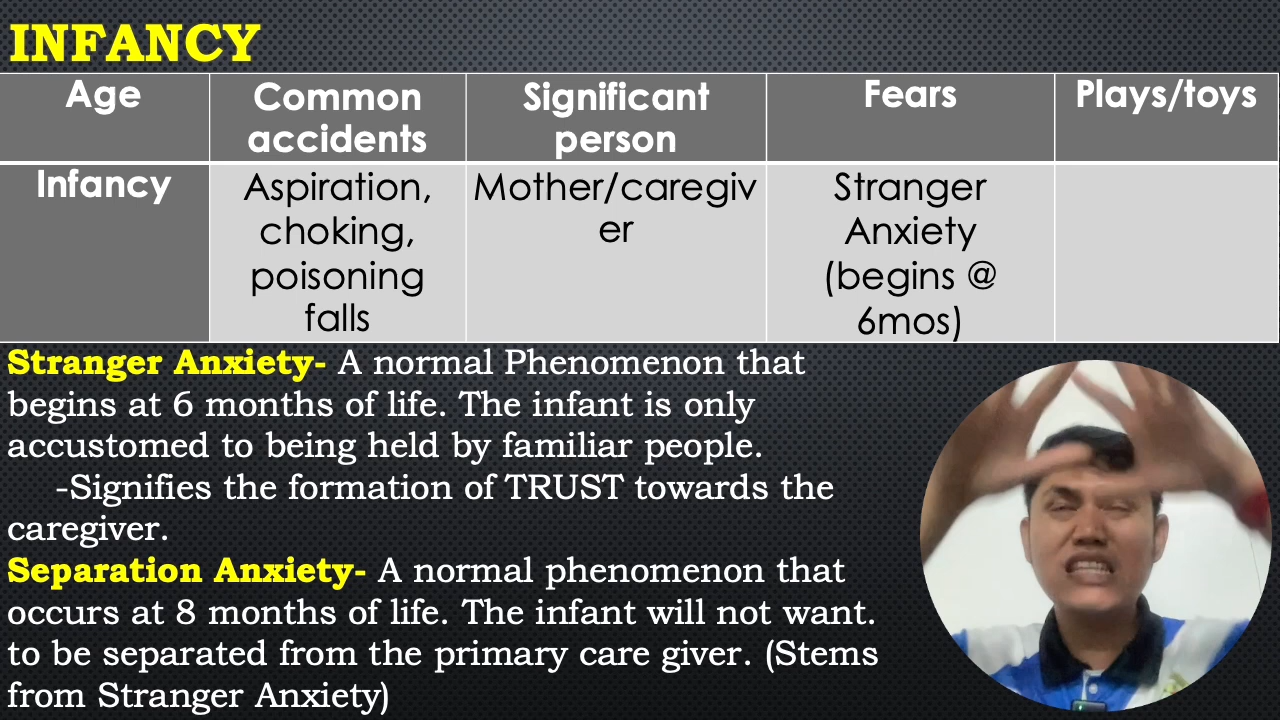 INFANCY
Age
Common
accidents
Significant
person
Fears
Plays/toys
Infancy
Aspiration,
choking,
poisoning
falls
Mother/caregiv
er
Stranger
Anxiety
(begins @
6mos)
Stranger Anxiety- A normal Phenomenon that
begins at 6 months of life. The infant is only
accustomed to being held by familiar people.
-Signifies the formation of TRUST towards the
caregiver.
Separation Anxiety- A normal phenomenon that
occurs at 8 months of life. The infant will not want.
to be separated from the primary care giver. (Stems
from Stranger Anxiety)